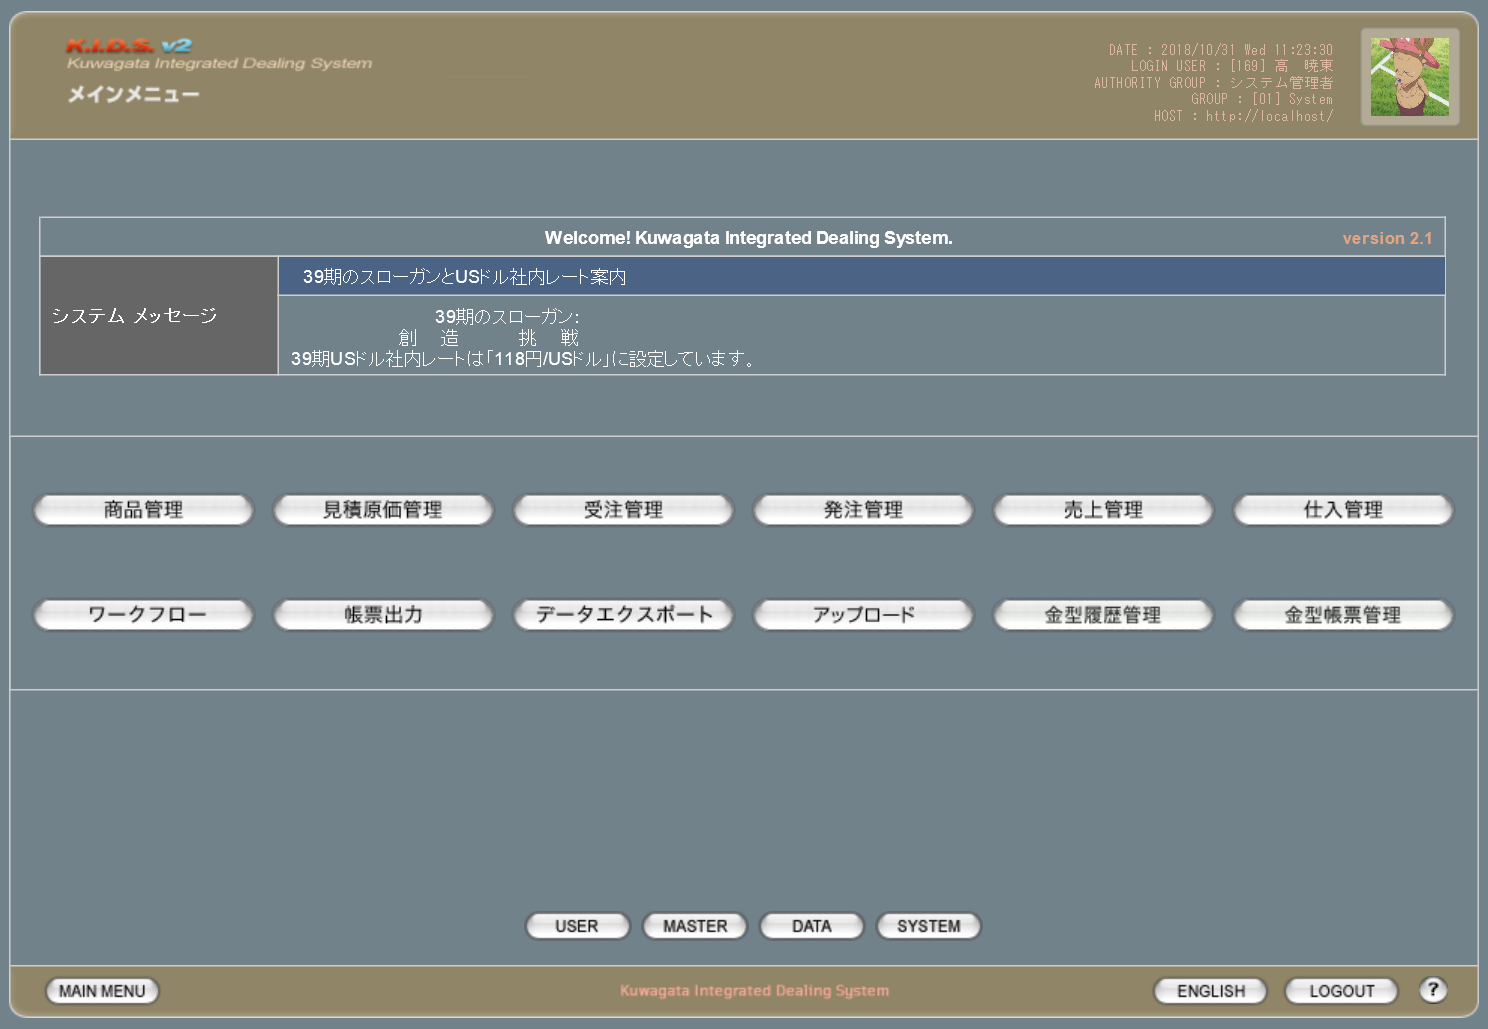 K.I.D.S. v2
Kuwagata Integrated Dealing System
メインメニュー
DATE : 2018/10/31 Wed 11:23:30
LOGIN USER : [169] 高　暁東
AUTHORITY GROUP : システム管理者
GROUP : [01] System
HOST : http://localhost/
Welcome! Kuwagata Integrated Dealing System.
version 2.1
システム メッセージ
39期のスローガンとUSドル社内レート案内
39期のスローガン:
創　造　　　挑　戦
39期USドル社内レートは「118円/USドル」に設定しています。
商品管理 見積原価管理 受注管理 発注管理 売上管理 仕入管理
ワークフロー 帳票出力 データエクスポート アップロード 金型履歴管理 金型帳票管理
USER MASTER DATA SYSTEM
MAIN MENU Kuwagata Integrated Dealing System ENGLISH LOGOUT ?